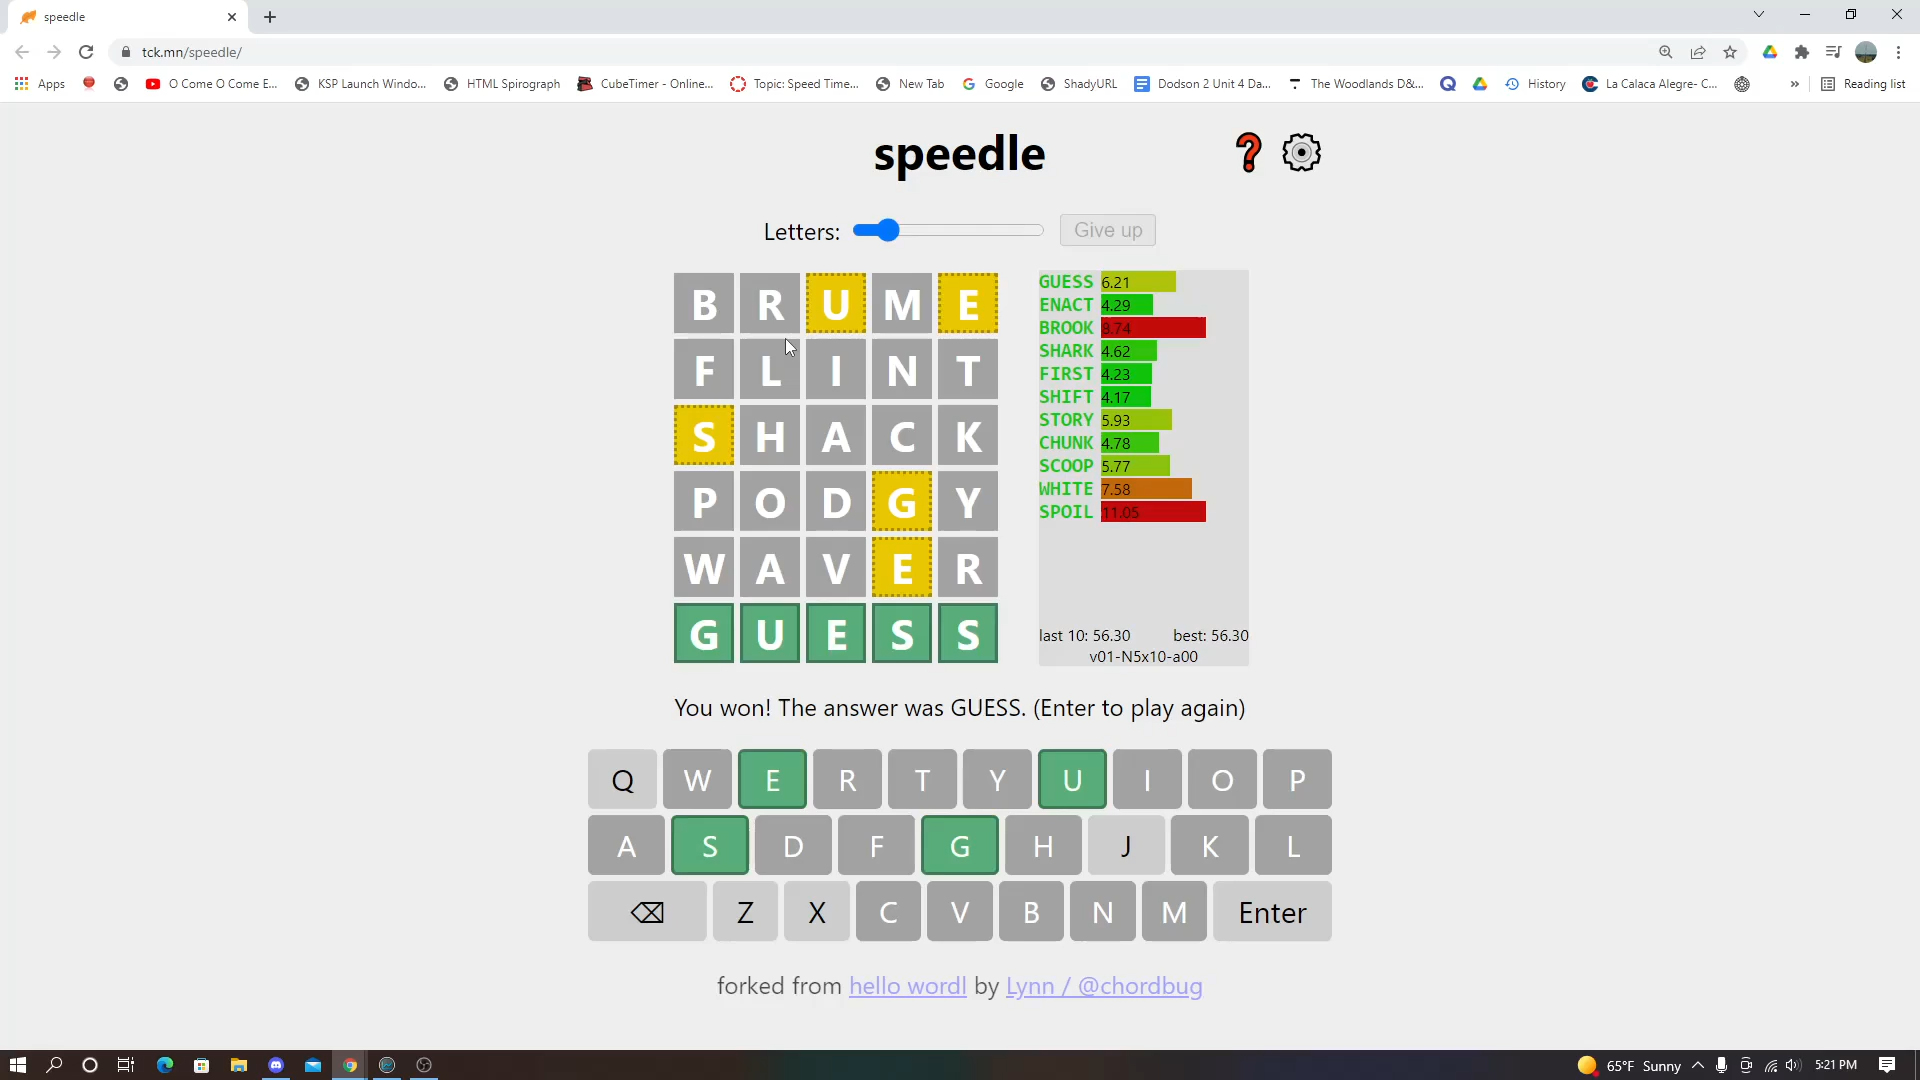 speedle
tck.mn/speedle/
Apps
O Come O Come E...
KSP Launch Windo...
HTML Spirograph
CubeTimer - Online...
Topic: Speed Time...
New Tab
Google
ShadyURL
Dodson 2 Unit 4 Da...
The Woodlands D&...
History
La Calaca Alegre- C...
»
Reading list
speedle
Letters:
Give up
B R U M E
F L I N T
S H A C K
P O D G Y
W A V E R
G U E S S
GUESS 6.21
ENACT 4.29
BROOK 8.74
SHARK 4.62
FIRST 4.23
SHIFT 4.17
STORY 5.93
CHUNK 4.78
SCOOP 5.77
WHITE 7.58
SPOIL 11.05
last 10: 56.30 best: 56.30
v01-N5x10-a00
You won! The answer was GUESS. (Enter to play again)
Q W E R T Y U I O P
A S D F G H J K L
Z X C V B N M Enter
forked from hello wordl by Lynn / @chordbug
65°F Sunny
5:21 PM